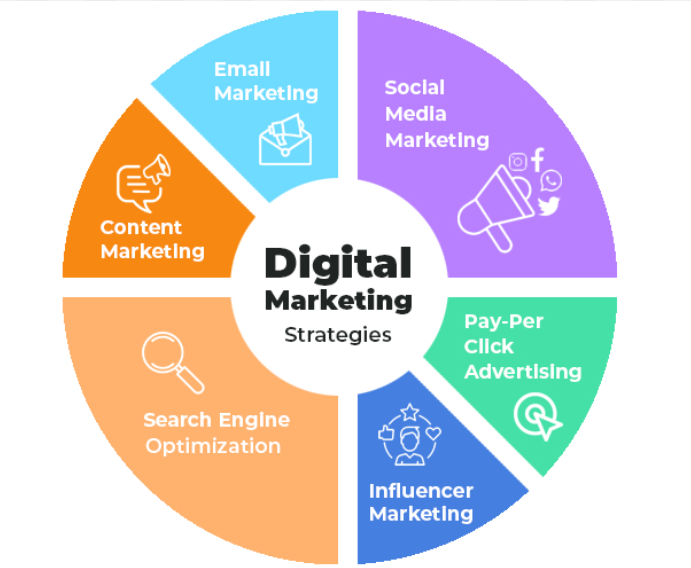 Email
Marketing
Social
Media
Marketing
Content
Marketing
Digital
Marketing
Strategies
Pay-Per
Click
Advertising
Search Engine
Optimization
Influencer
Marketing